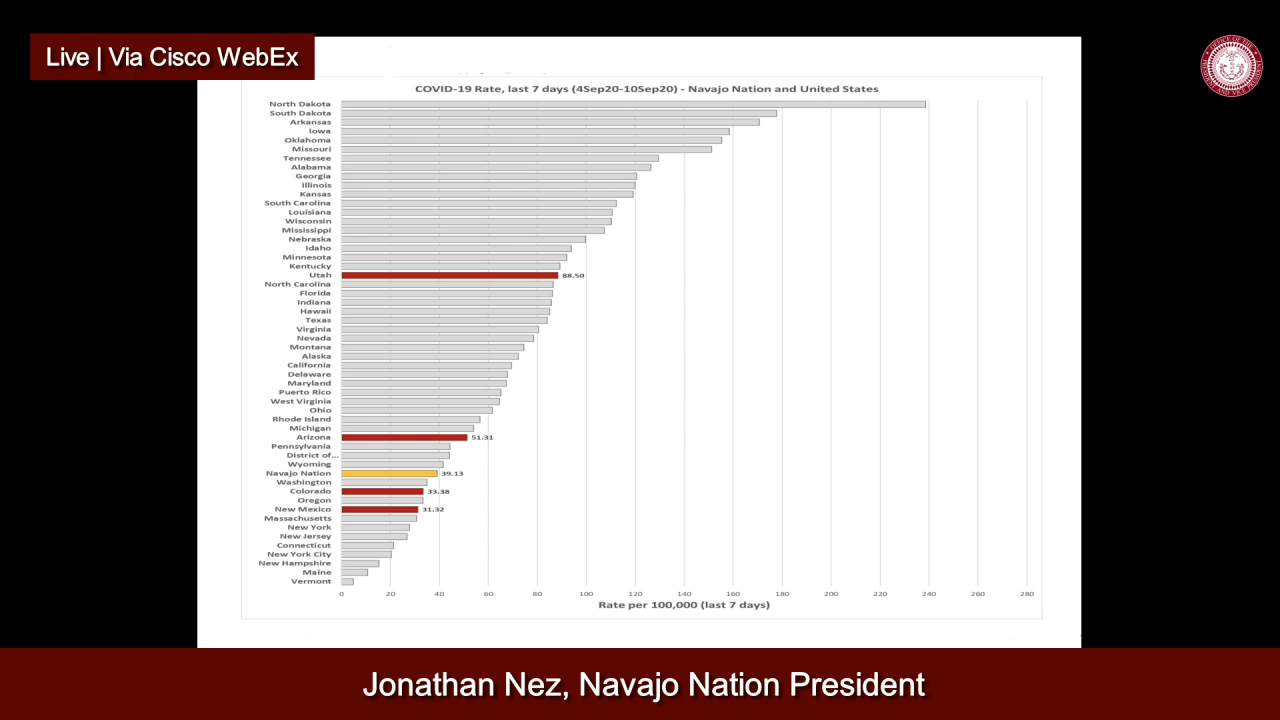 Live | Via Cisco WebEx
COVID-19 Rate, last 7 days (4Sep20-10Sep20) - Navajo Nation and United States
North Dakota
South Dakota
Arkansas
Iowa
Oklahoma
Missouri
Tennessee
Alabama
Georgia
Illinois
Kansas
South Carolina
Louisiana
Wisconsin
Mississippi
Nebraska
Idaho
Minnesota
Kentucky
Utah 88.50
North Carolina
Florida
Indiana
Hawaii
Texas
Virginia
Nevada
Montana
Alaska
California
Delaware
Maryland
Puerto Rico
West Virginia
Ohio
Rhode Island
Michigan
Arizona 51.31
Pennsylvania
District of...
Wyoming
Navajo Nation 39.13
Washington
Colorado 33.38
Oregon
New Mexico 31.32
Massachusetts
New York
New Jersey
Connecticut
New York City
New Hampshire
Maine
Vermont
0 20 40 60 80 100 120 140 160 180 200 220 240 260 280
Rate per 100,000 (last 7 days)
Jonathan Nez, Navajo Nation President